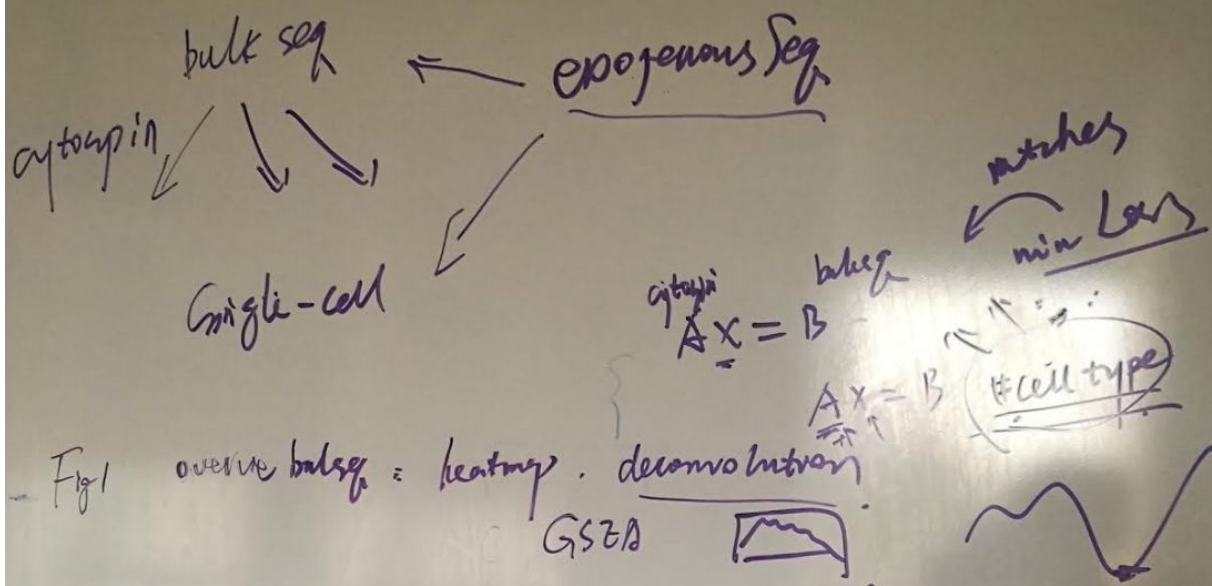 bulk seq
exogenous Seq
cytospin
matches
min Loss
Single-cell
cytospin
bulkseq
AX = B
AX = B
#cell type
Fig1 overvie bulkseq : heatmap . deconvolution
GSEA